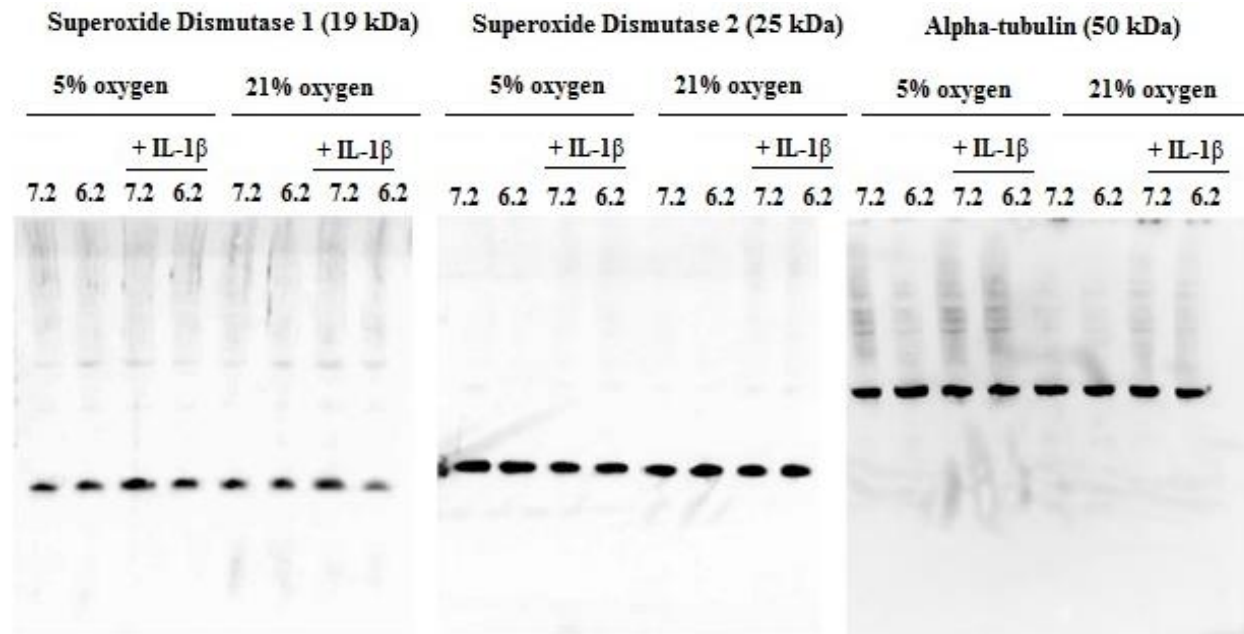 Superoxide Dismutase 1 (19 kDa) Superoxide Dismutase 2 (25 kDa) Alpha-tubulin (50 kDa)
5% oxygen 21% oxygen 5% oxygen 21% oxygen 5% oxygen 21% oxygen
+ IL-1β + IL-1β + IL-1β + IL-1β + IL-1β + IL-1β
7.2 6.2 7.2 6.2 7.2 6.2 7.2 6.2 7.2 6.2 7.2 6.2 7.2 6.2 7.2 6.2 7.2 6.2 7.2 6.2 7.2 6.2 7.2 6.2